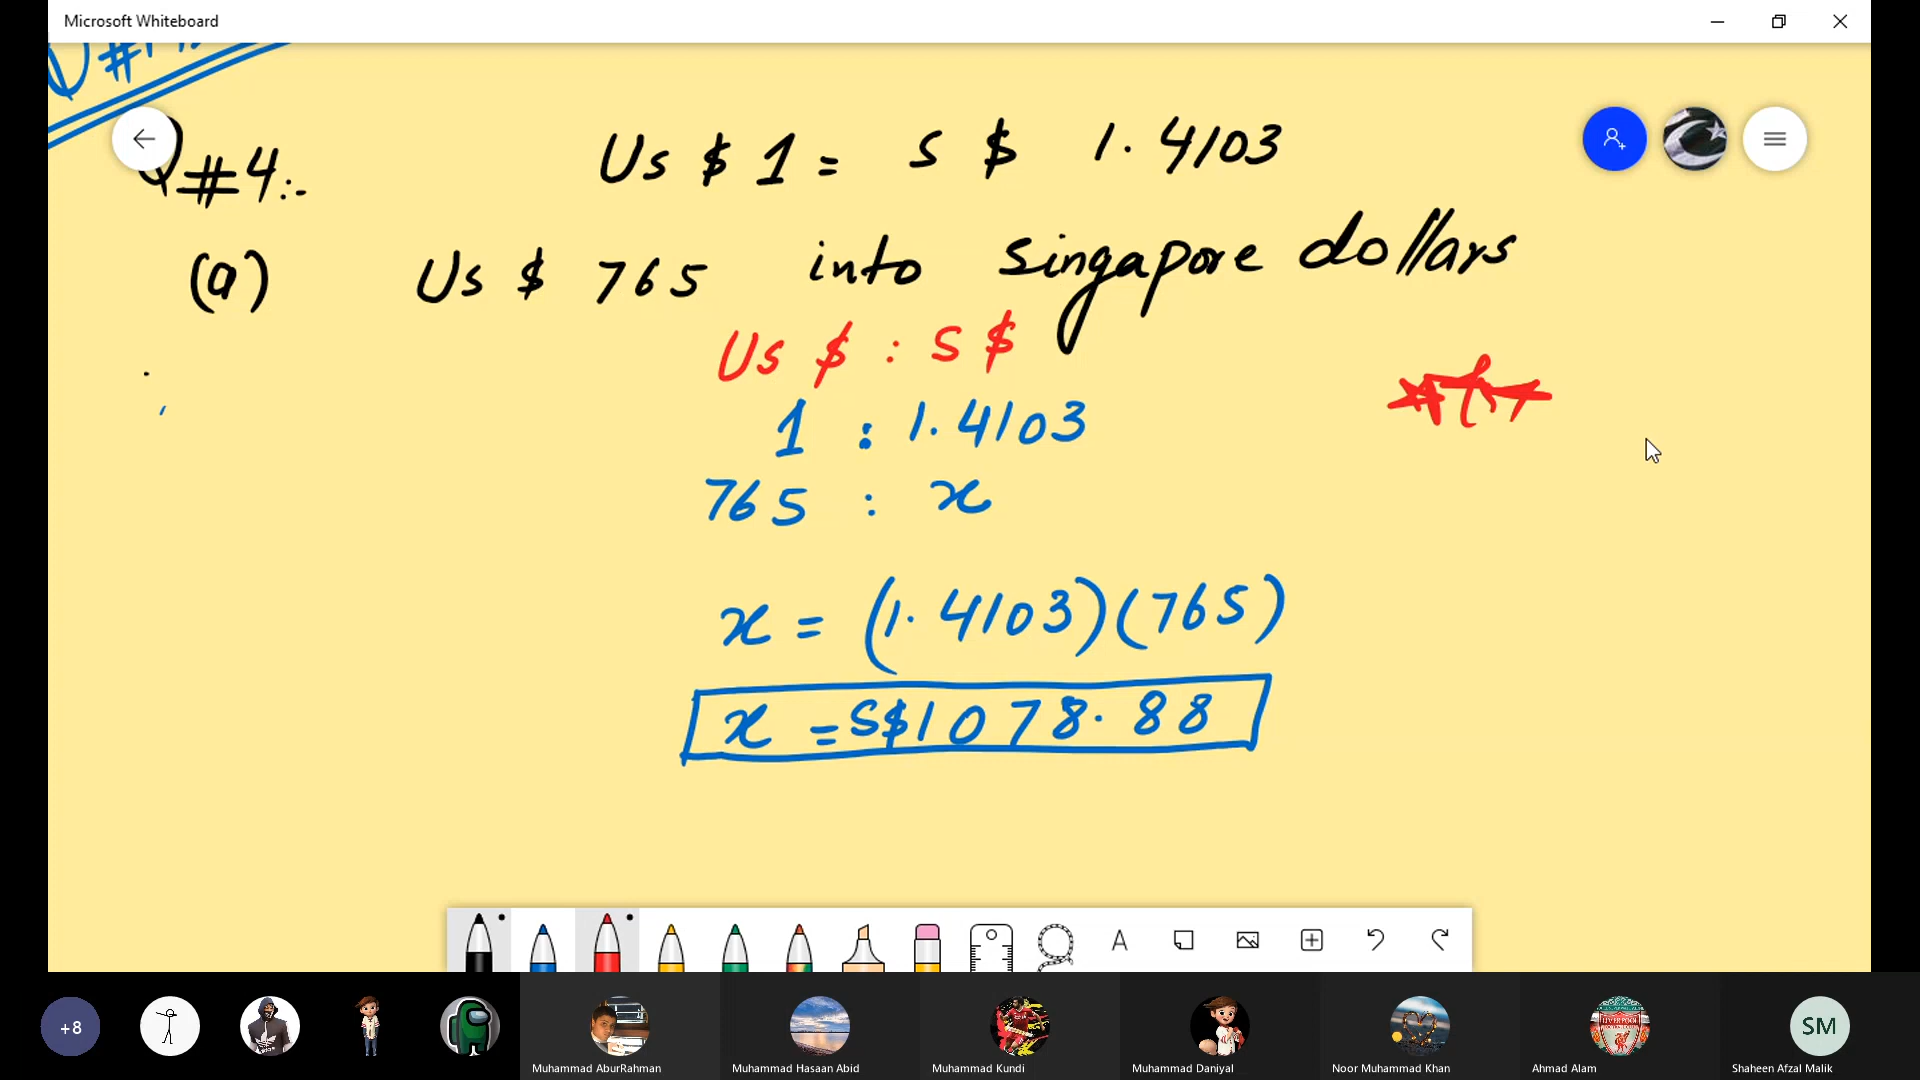 Microsoft Whiteboard
Q#4:-
Us $ 1 = S $ 1.4103
(a) Us $ 765 into Singapore dollars
Us $ : S $
1 : 1.4103
765 : x
x = (1.4103)(765)
x = S$1078.88
+8
SM
Muhammad AburRahman
Muhammad Hasaan Abid
Muhammad Kundi
Muhammad Daniyal
Noor Muhammad Khan
Ahmad Alam
Shaheen Afzal Malik